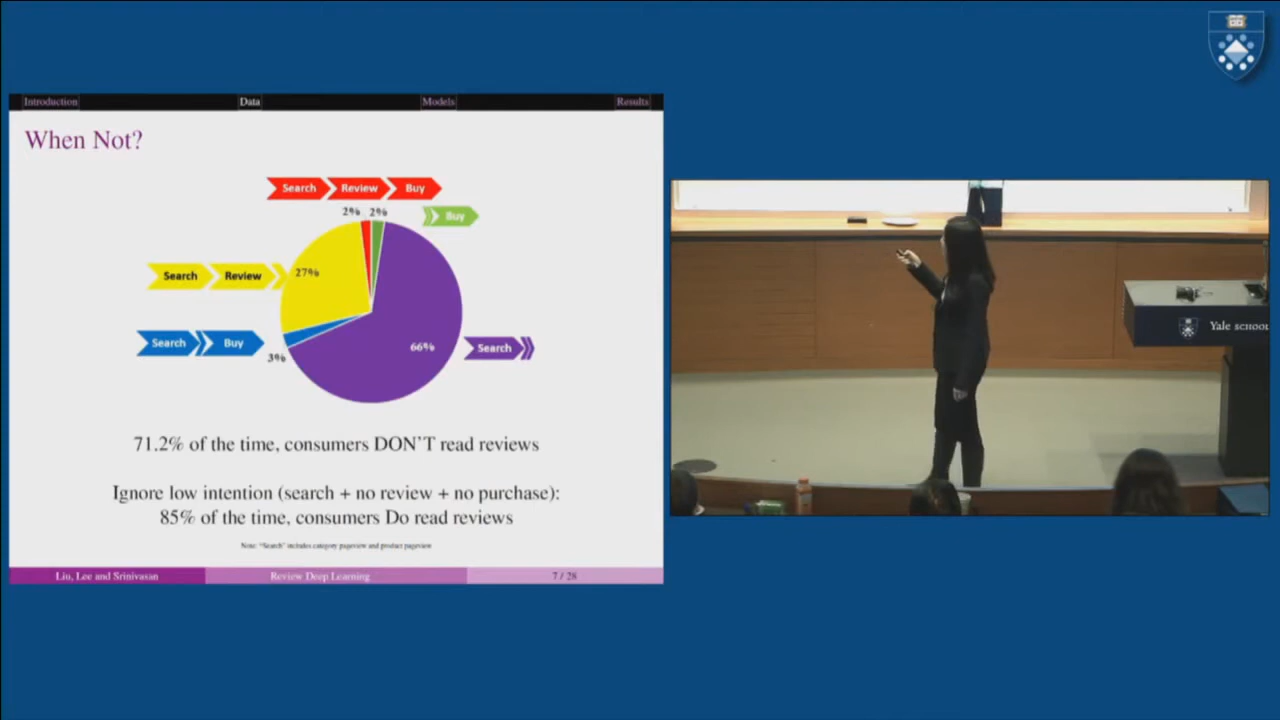 Introduction Data Models Results
When Not?
Search Review Buy
2% 2%
Buy
27%
Search Review
Search Buy
3%
66%
Search
71.2% of the time, consumers DON'T read reviews
Ignore low intention (search + no review + no purchase):
85% of the time, consumers Do read reviews
Note: "Search" includes category pageview and product pageview
Liu, Lee and Srinivasan Review Deep Learning 7 / 28
Yale SCHOOL